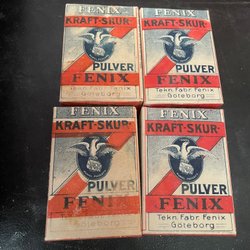 FENIX
KRAFT-SKUR-
PULVER
FENIX
Tekn. Fabr. Fenix
Göteborg
FENIX
KRAFT-SKUR-
PULVER
FENIX
Tekn. Fabr. Fenix
Göteborg
FENIX
KRAFT-SKUR-
PULVER
FENIX
Göteborg
FENIX
KRAFT-SKUR-
PULVER
FENIX
Tekn. Fabr. Fenix
Göteborg